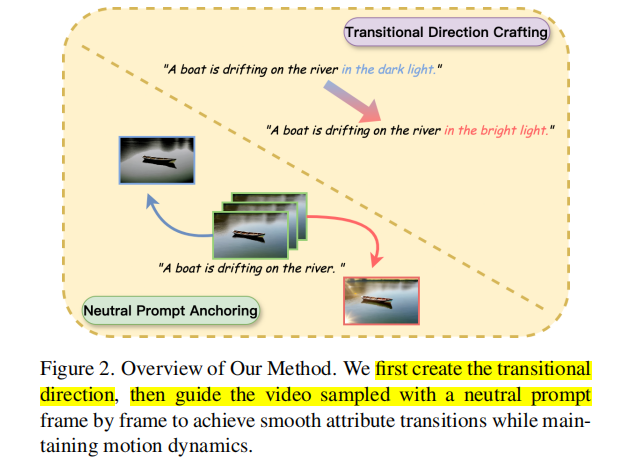 Transitional Direction Crafting
"A boat is drifting on the river in the dark light."
"A boat is drifting on the river in the bright light."
"A boat is drifting on the river. "
Neutral Prompt Anchoring
Figure 2. Overview of Our Method. We first create the transitional
direction, then guide the video sampled with a neutral prompt
frame by frame to achieve smooth attribute transitions while main-
taining motion dynamics.